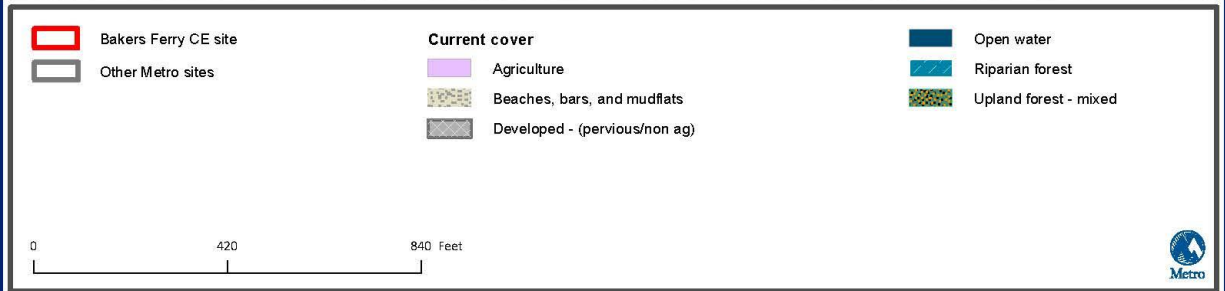 Bakers Ferry CE site
Other Metro sites
Current cover
Agriculture
Beaches, bars, and mudflats
Developed - (pervious/non ag)
Open water
Riparian forest
Upland forest - mixed
0 420 840 Feet
Metro